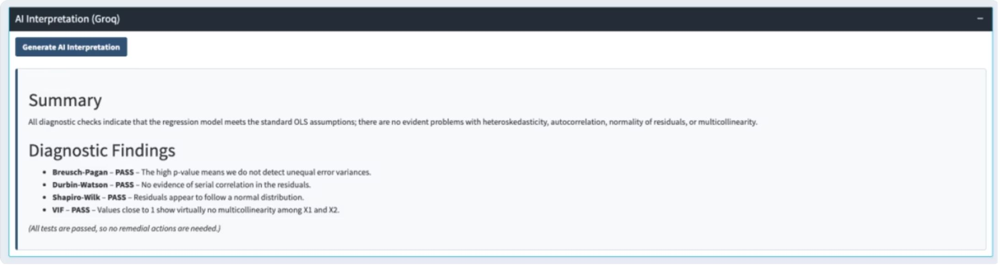 AI Interpretation (Groq)
Generate AI Interpretation
Summary
All diagnostic checks indicate that the regression model meets the standard OLS assumptions; there are no evident problems with heteroskedasticity, autocorrelation, normality of residuals, or multicollinearity.
Diagnostic Findings
• Breusch-Pagan – PASS – The high p-value means we do not detect unequal error variances.
• Durbin-Watson – PASS – No evidence of serial correlation in the residuals.
• Shapiro-Wilk – PASS – Residuals appear to follow a normal distribution.
• VIF – PASS – Values close to 1 show virtually no multicollinearity among X1 and X2.
(All tests are passed, so no remedial actions are needed.)